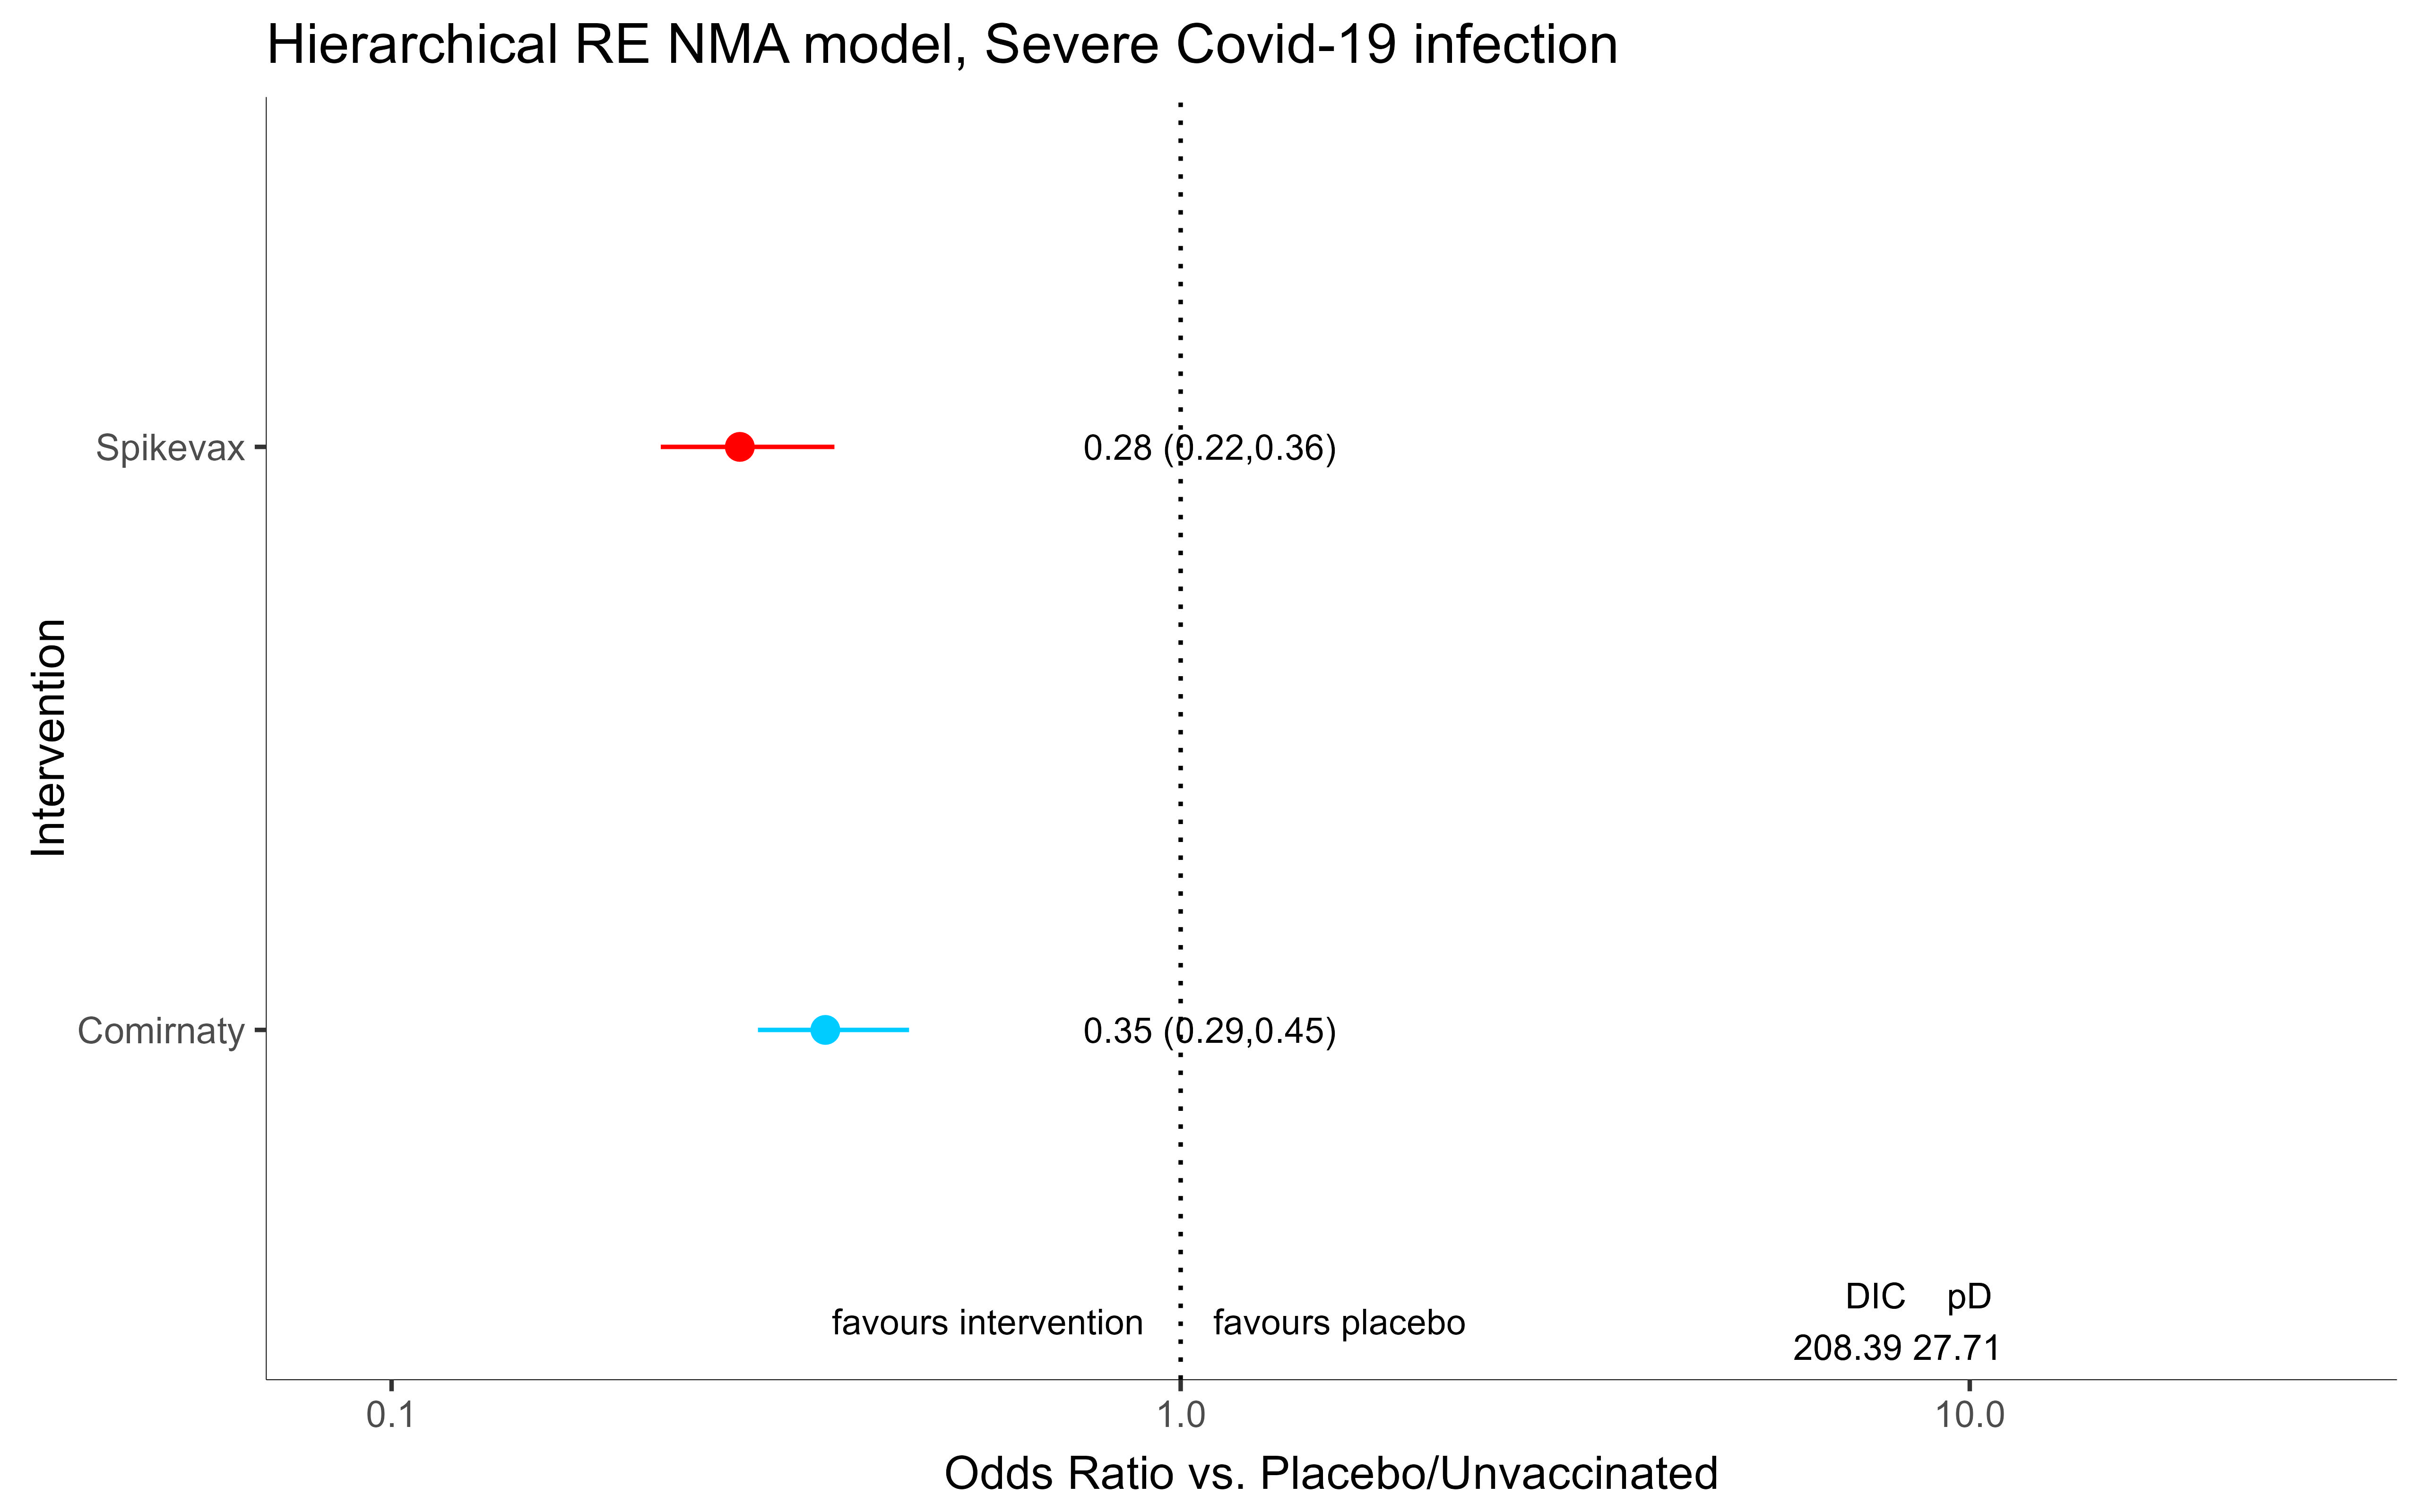 Hierarchical RE NMA model, Severe Covid-19 infection
Intervention
Spikevax
0.28 (0.22,0.36)
Comirnaty
0.35 (0.29,0.45)
favours intervention
favours placebo
DIC pD
208.39 27.71
0.1
1.0
10.0
Odds Ratio vs. Placebo/Unvaccinated